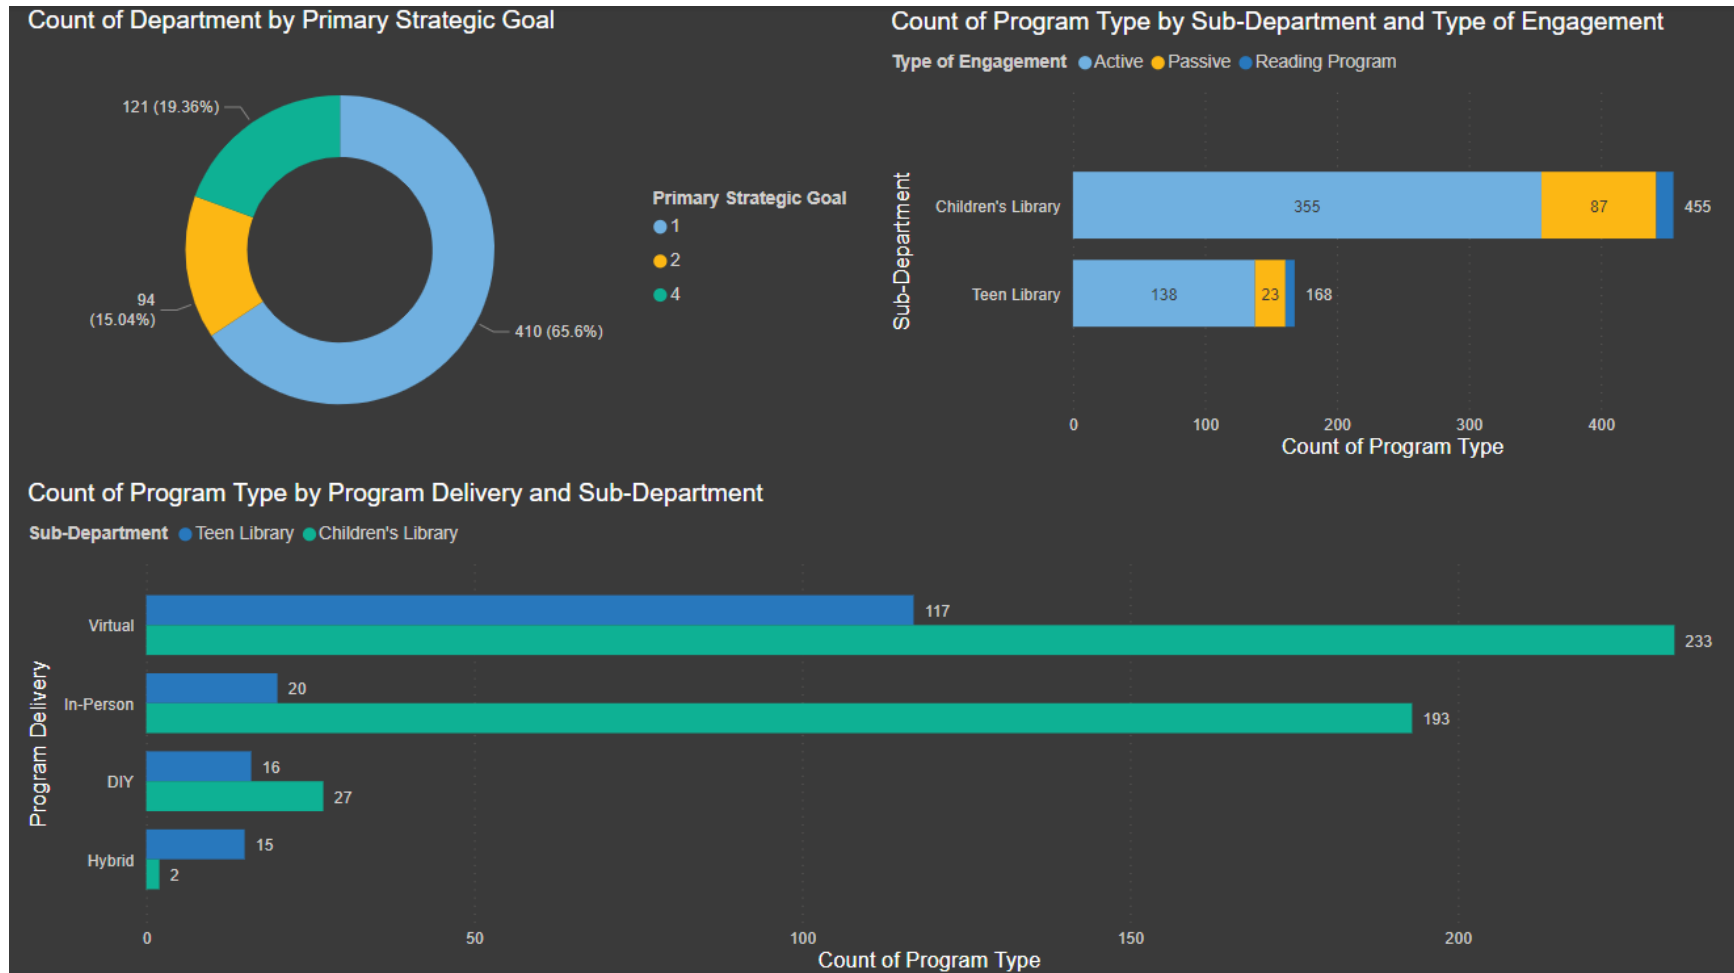 Count of Department by Primary Strategic Goal
121 (19.36%)
94
(15.04%)
410 (65.6%)
Primary Strategic Goal
1
2
4
Count of Program Type by Sub-Department and Type of Engagement
Type of Engagement Active Passive Reading Program
Sub-Department
Children's Library 355 87 455
Teen Library 138 23 168
0 100 200 300 400
Count of Program Type
Count of Program Type by Program Delivery and Sub-Department
Sub-Department Teen Library Children's Library
Program Delivery
Virtual
117
233
In-Person
20
193
DIY
16
27
Hybrid
15
2
0 50 100 150 200
Count of Program Type